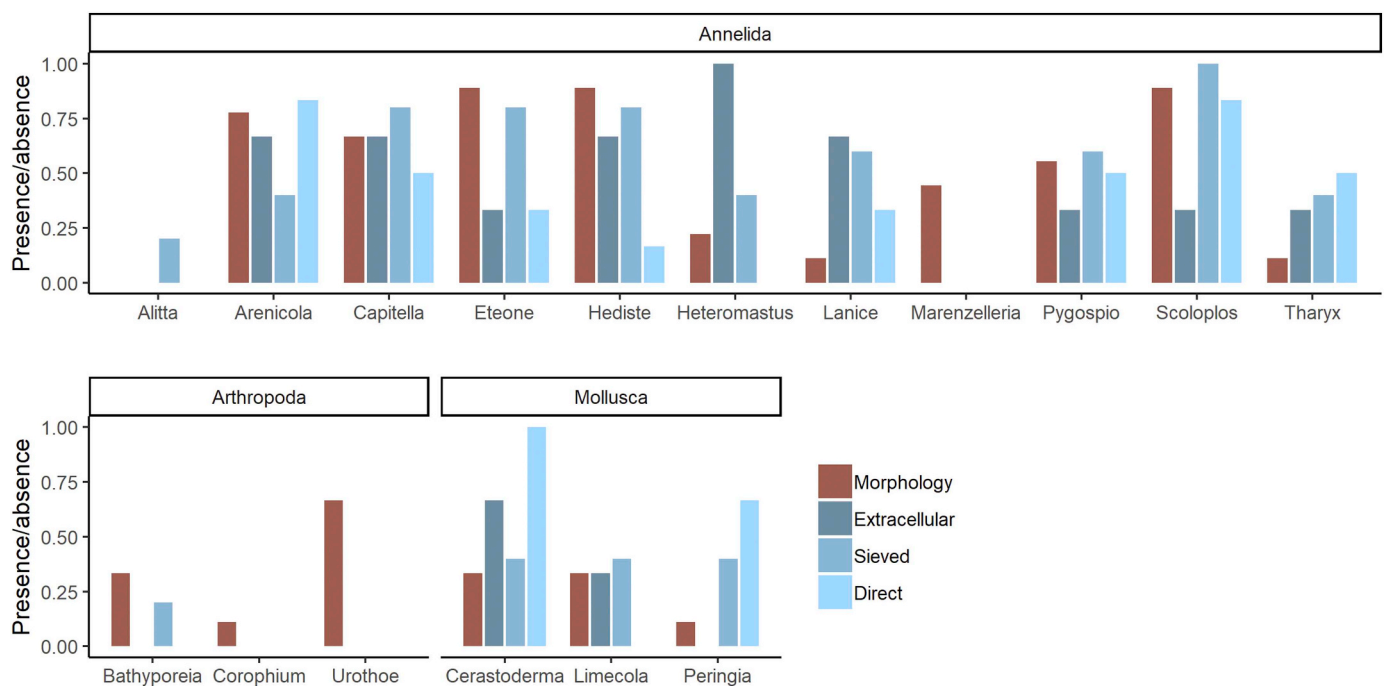 Annelida
Presence/absence
1.00
0.75
0.50
0.25
0.00
Alitta Arenicola Capitella Eteone Hediste Heteromastus Lanice Marenzelleria Pygospio Scoloplos Tharyx
Arthropoda Mollusca
Presence/absence
1.00
0.75
0.50
0.25
0.00
Bathyporeia Corophium Urothoe Cerastoderma Limecola Peringia
Morphology
Extracellular
Sieved
Direct